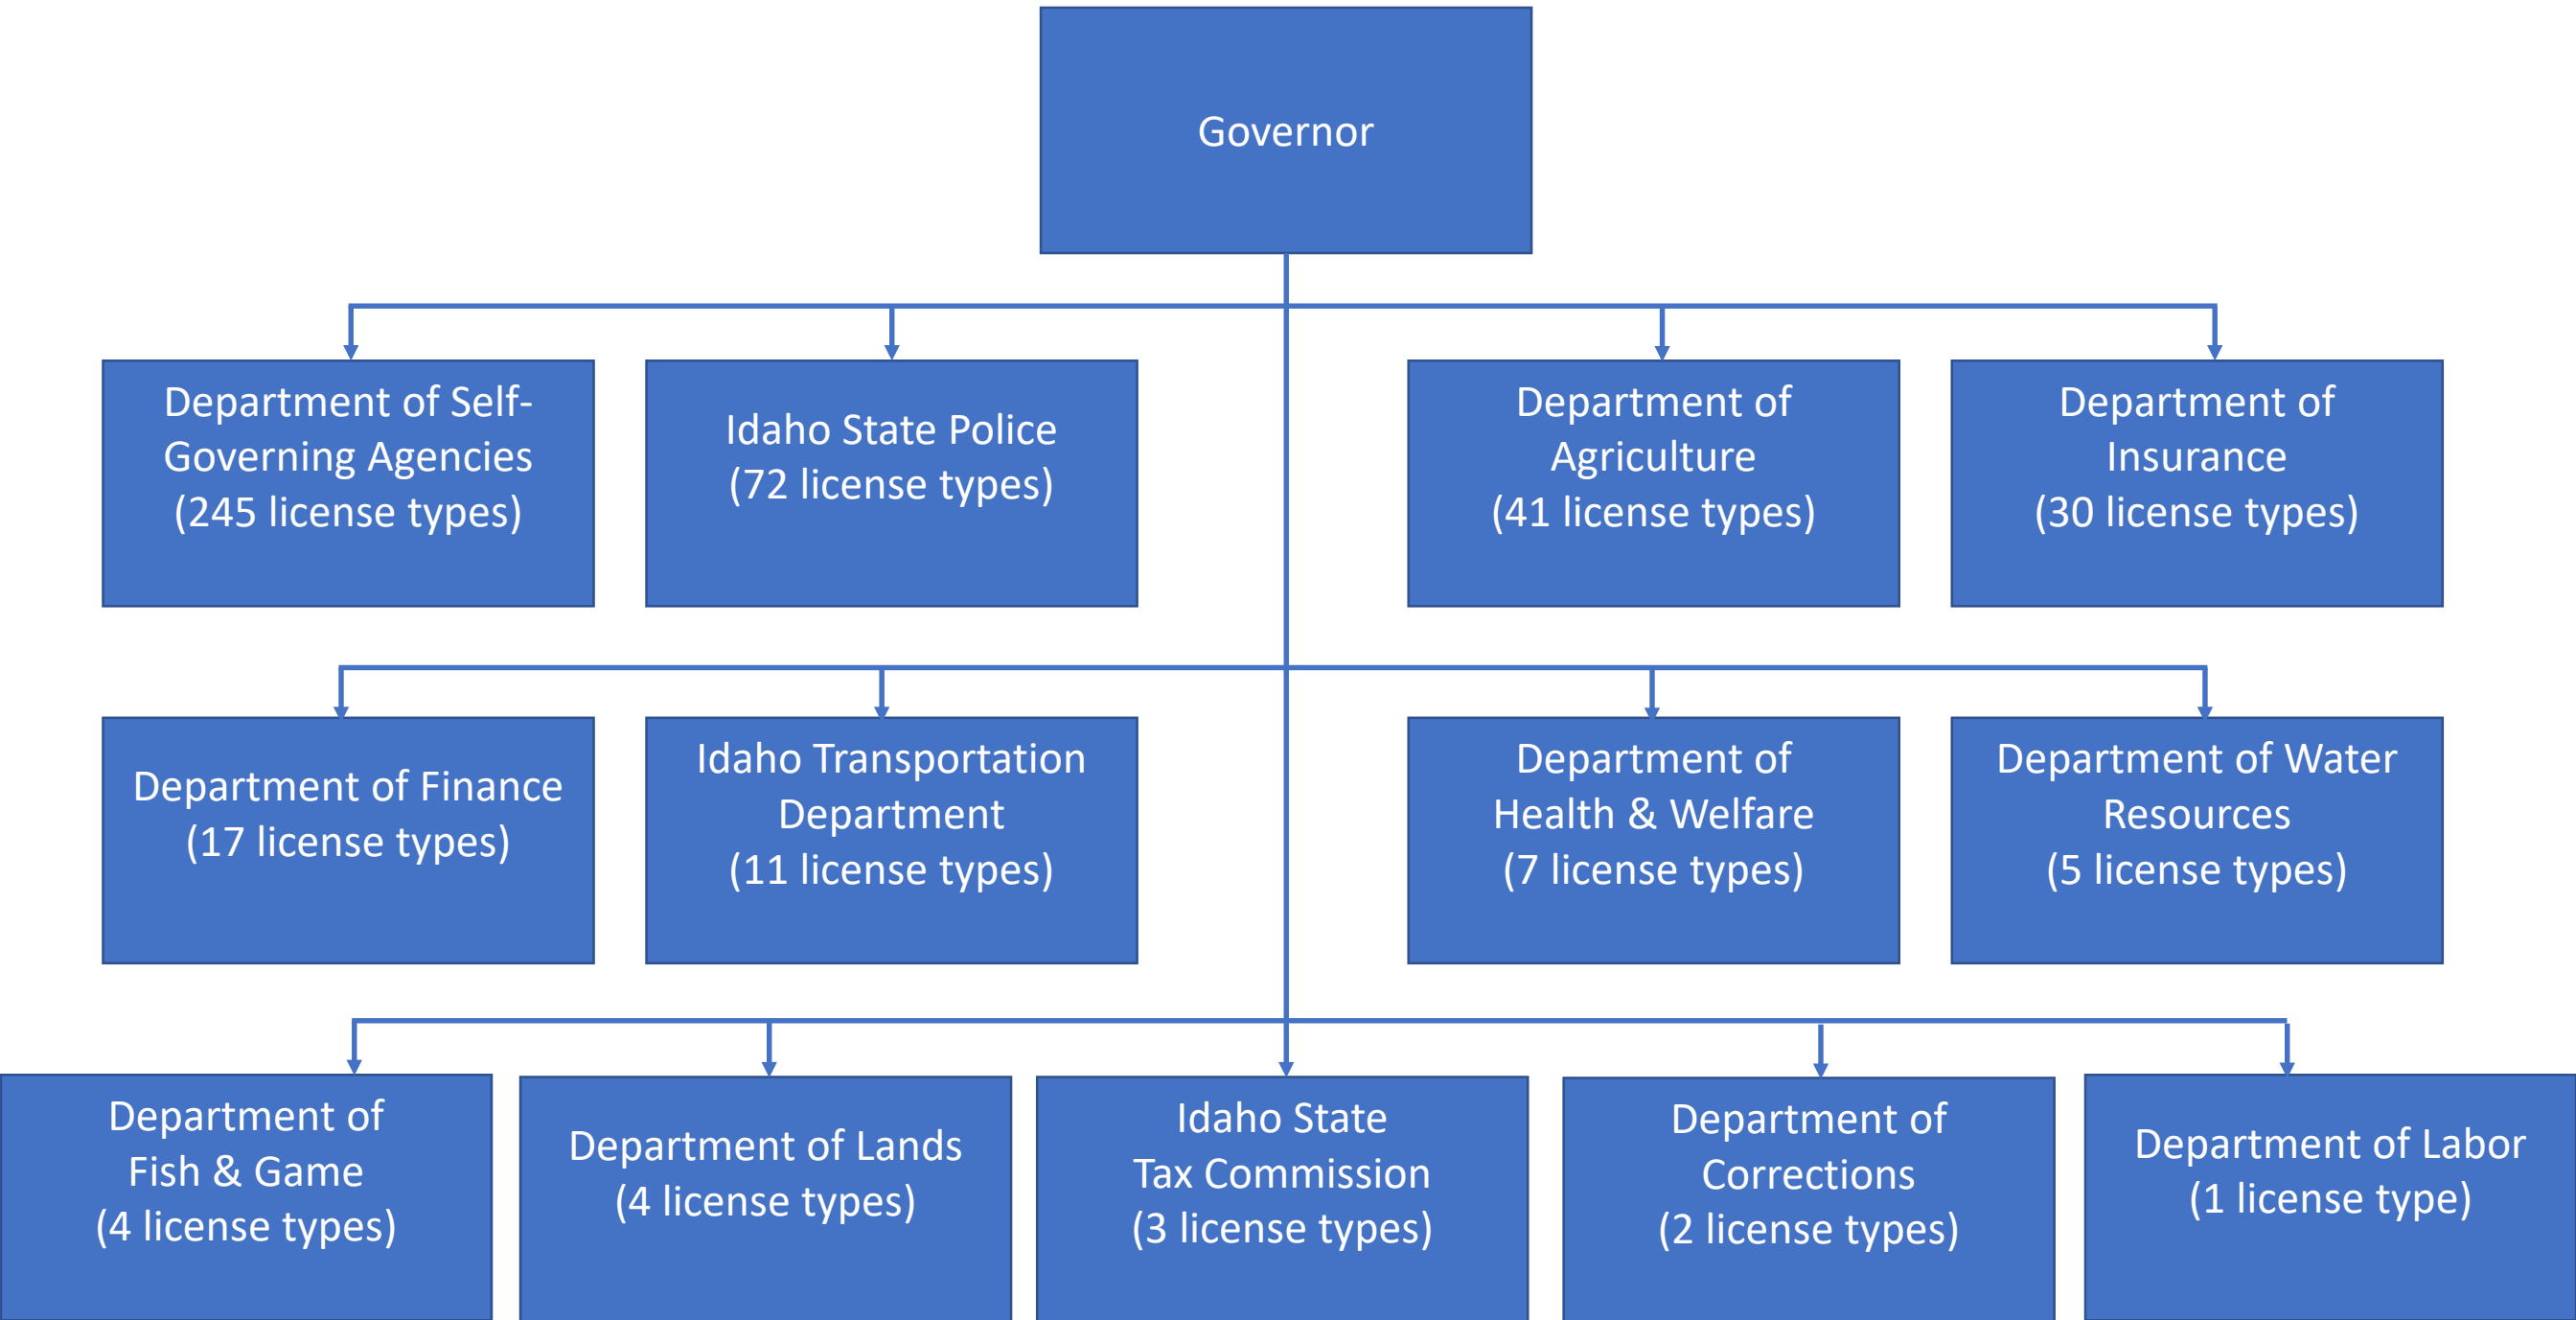 Governor
Department of Self-
Governing Agencies
(245 license types)
Idaho State Police
(72 license types)
Department of
Agriculture
(41 license types)
Department of
Insurance
(30 license types)
Department of Finance
(17 license types)
Idaho Transportation
Department
(11 license types)
Department of
Health & Welfare
(7 license types)
Department of Water
Resources
(5 license types)
Department of
Fish & Game
(4 license types)
Department of Lands
(4 license types)
Idaho State
Tax Commission
(3 license types)
Department of
Corrections
(2 license types)
Department of Labor
(1 license type)